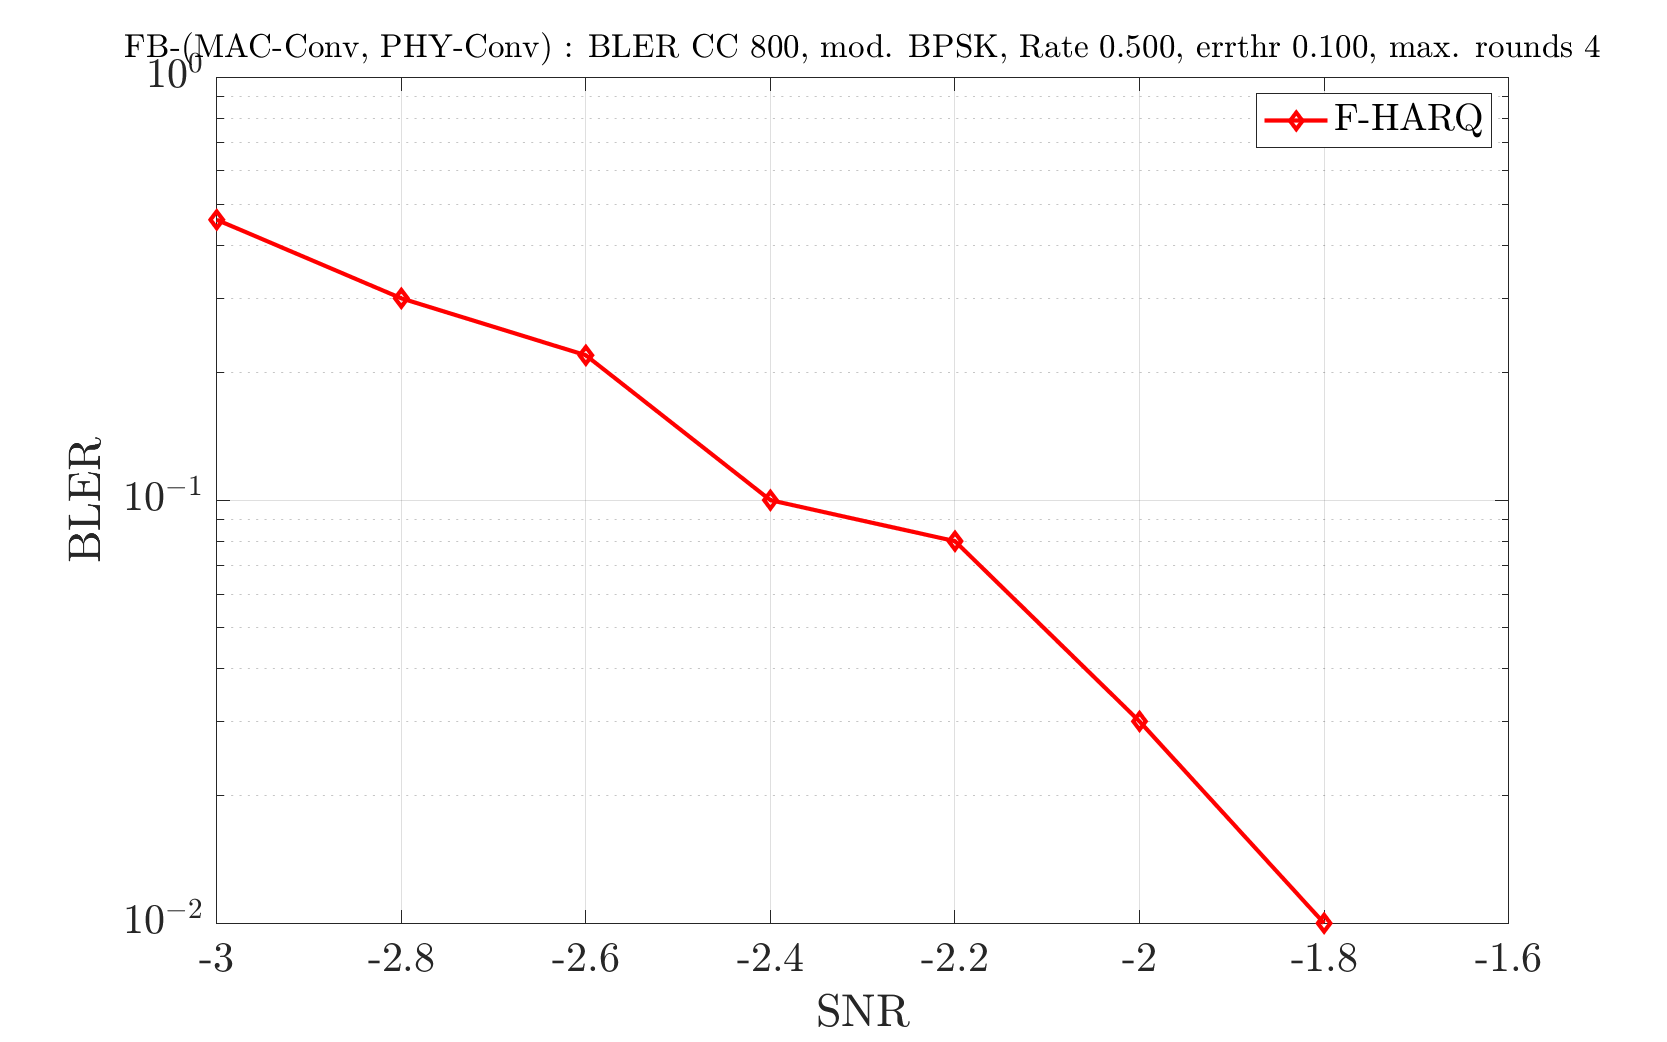 FB-(MAC-Conv, PHY-Conv) : BLER CC 800, mod. BPSK, Rate 0.500, errthr 0.100, max. rounds 4
10^0
F-HARQ
BLER
10^{-1}
10^{-2}
-3 -2.8 -2.6 -2.4 -2.2 -2 -1.8 -1.6
SNR